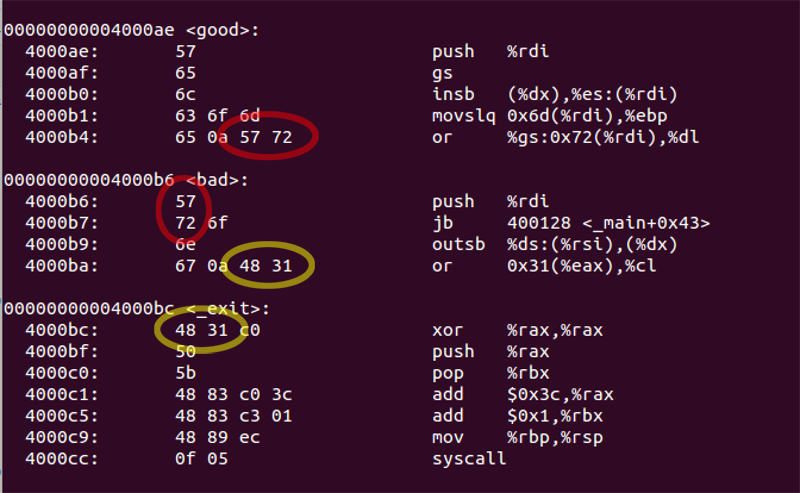 00000000004000ae <good>:
4000ae: 57 push %rdi
4000af: 65 gs
4000b0: 6c insb (%dx),%es:(%rdi)
4000b1: 63 6f 6d movslq 0x6d(%rdi),%ebp
4000b4: 65 0a 57 72 or %gs:0x72(%rdi),%dl
00000000004000b6 <bad>:
4000b6: 57 push %rdi
4000b7: 72 6f jb 400128 <_main+0x43>
4000b9: 6e outsb %ds:(%rsi),(%dx)
4000ba: 67 0a 48 31 or 0x31(%eax),%cl
00000000004000bc <_exit>:
4000bc: 48 31 c0 xor %rax,%rax
4000bf: 50 push %rax
4000c0: 5b pop %rbx
4000c1: 48 83 c0 3c add $0x3c,%rax
4000c5: 48 83 c3 01 add $0x1,%rbx
4000c9: 48 89 ec mov %rbp,%rsp
4000cc: 0f 05 syscall